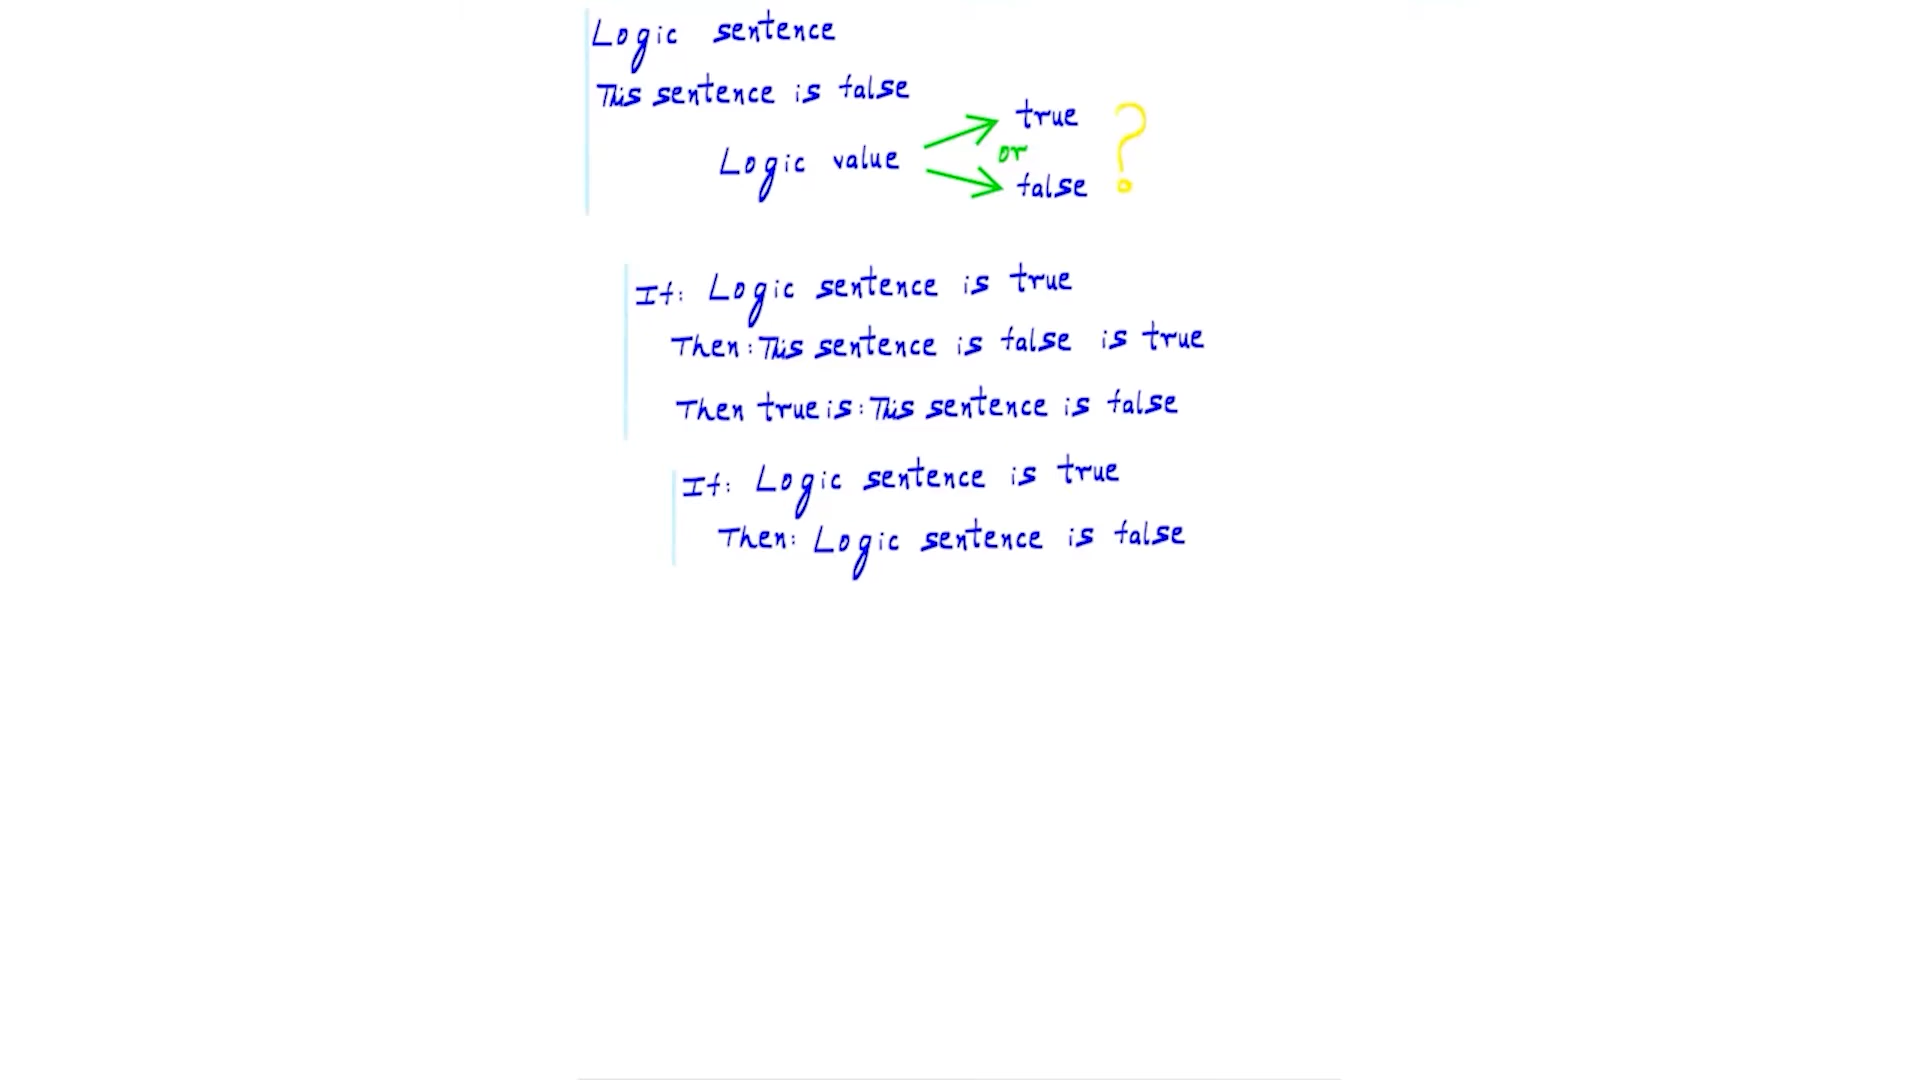 Logic sentence
This sentence is false
true
or
Logic value
false
?
If: Logic sentence is true
Then: This sentence is false is true
Then true is: This sentence is false
If: Logic sentence is true
Then: Logic sentence is false